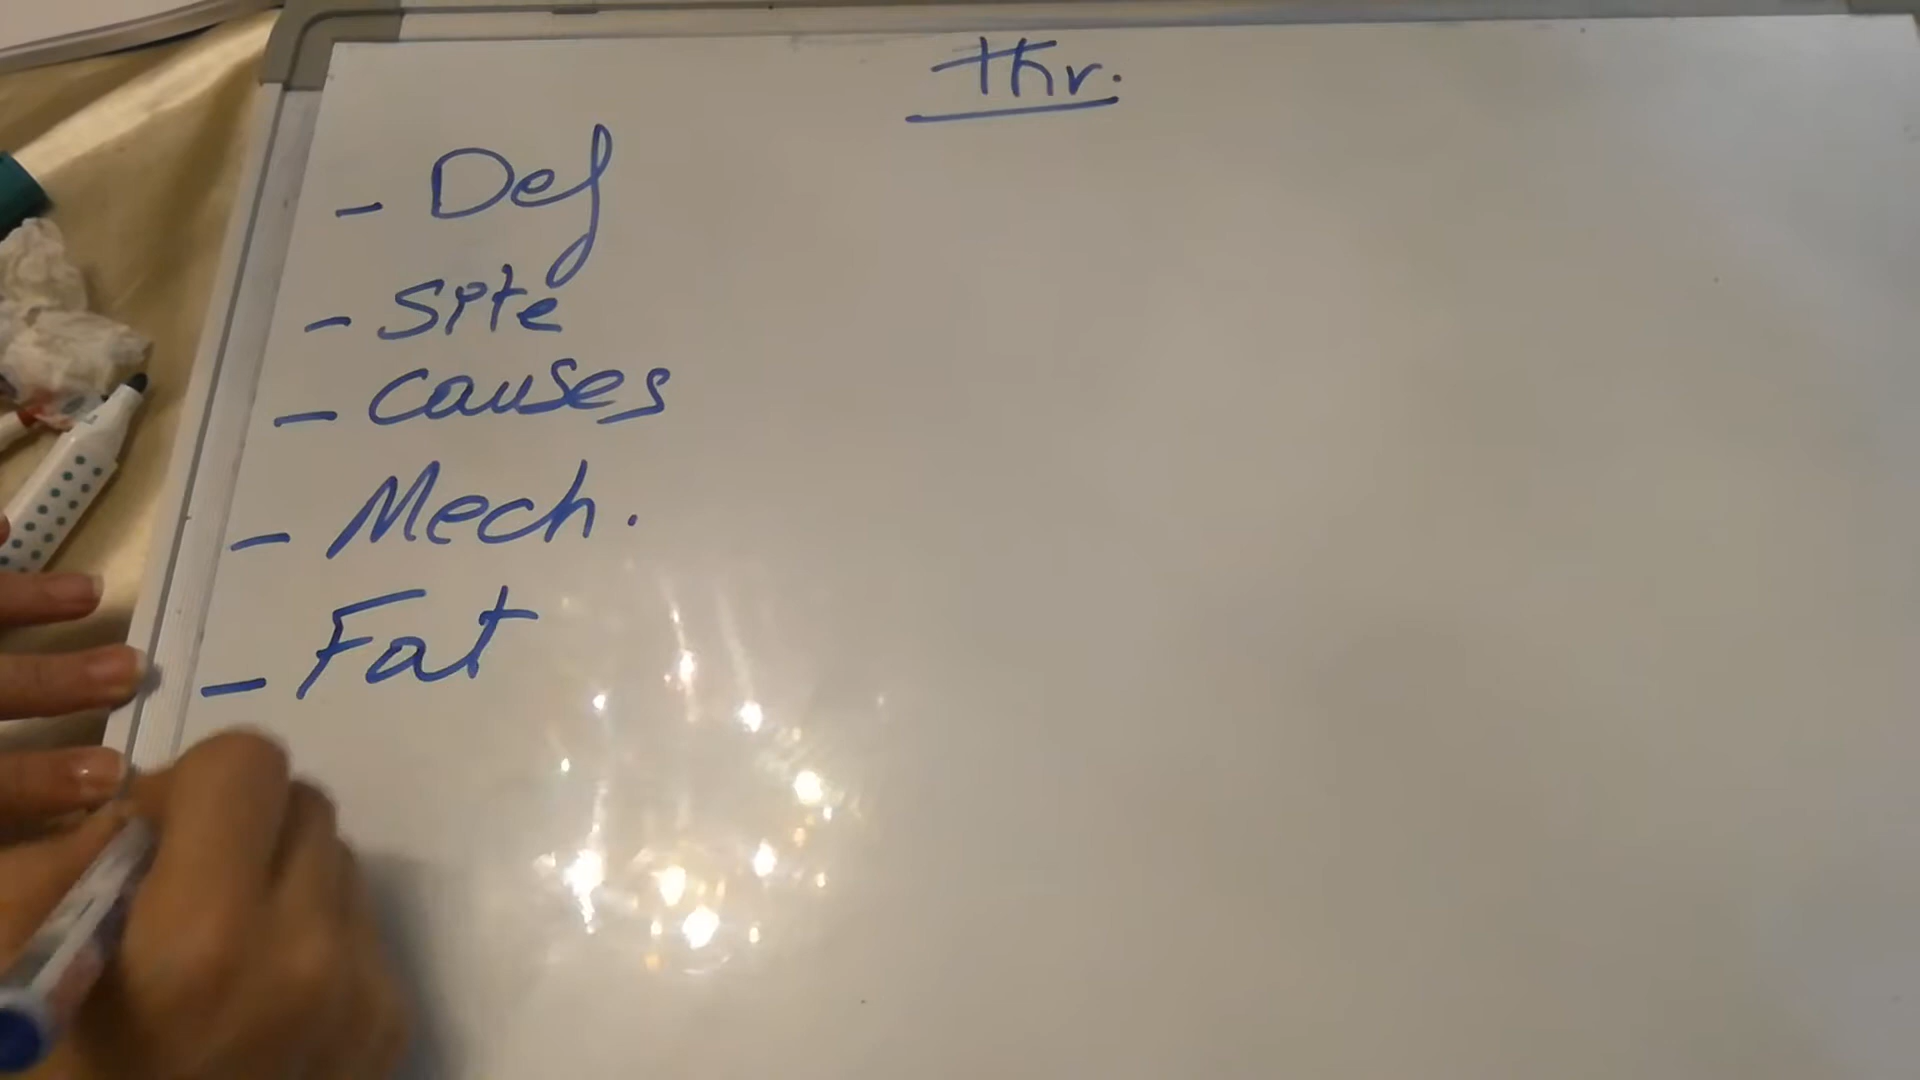 Thr.
- Def
- Site
- Causes
- Mech.
- Fat